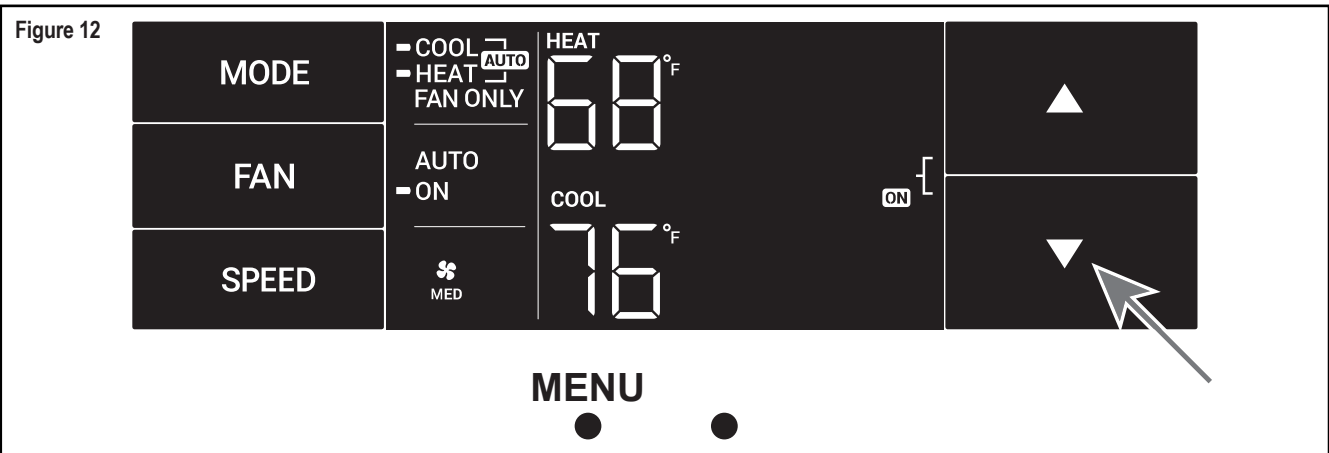 Figure 12
MODE
FAN
SPEED
COOL
HEAT
AUTO
FAN ONLY
AUTO
ON
MED
HEAT
68°F
COOL
76°F
ON
MENU